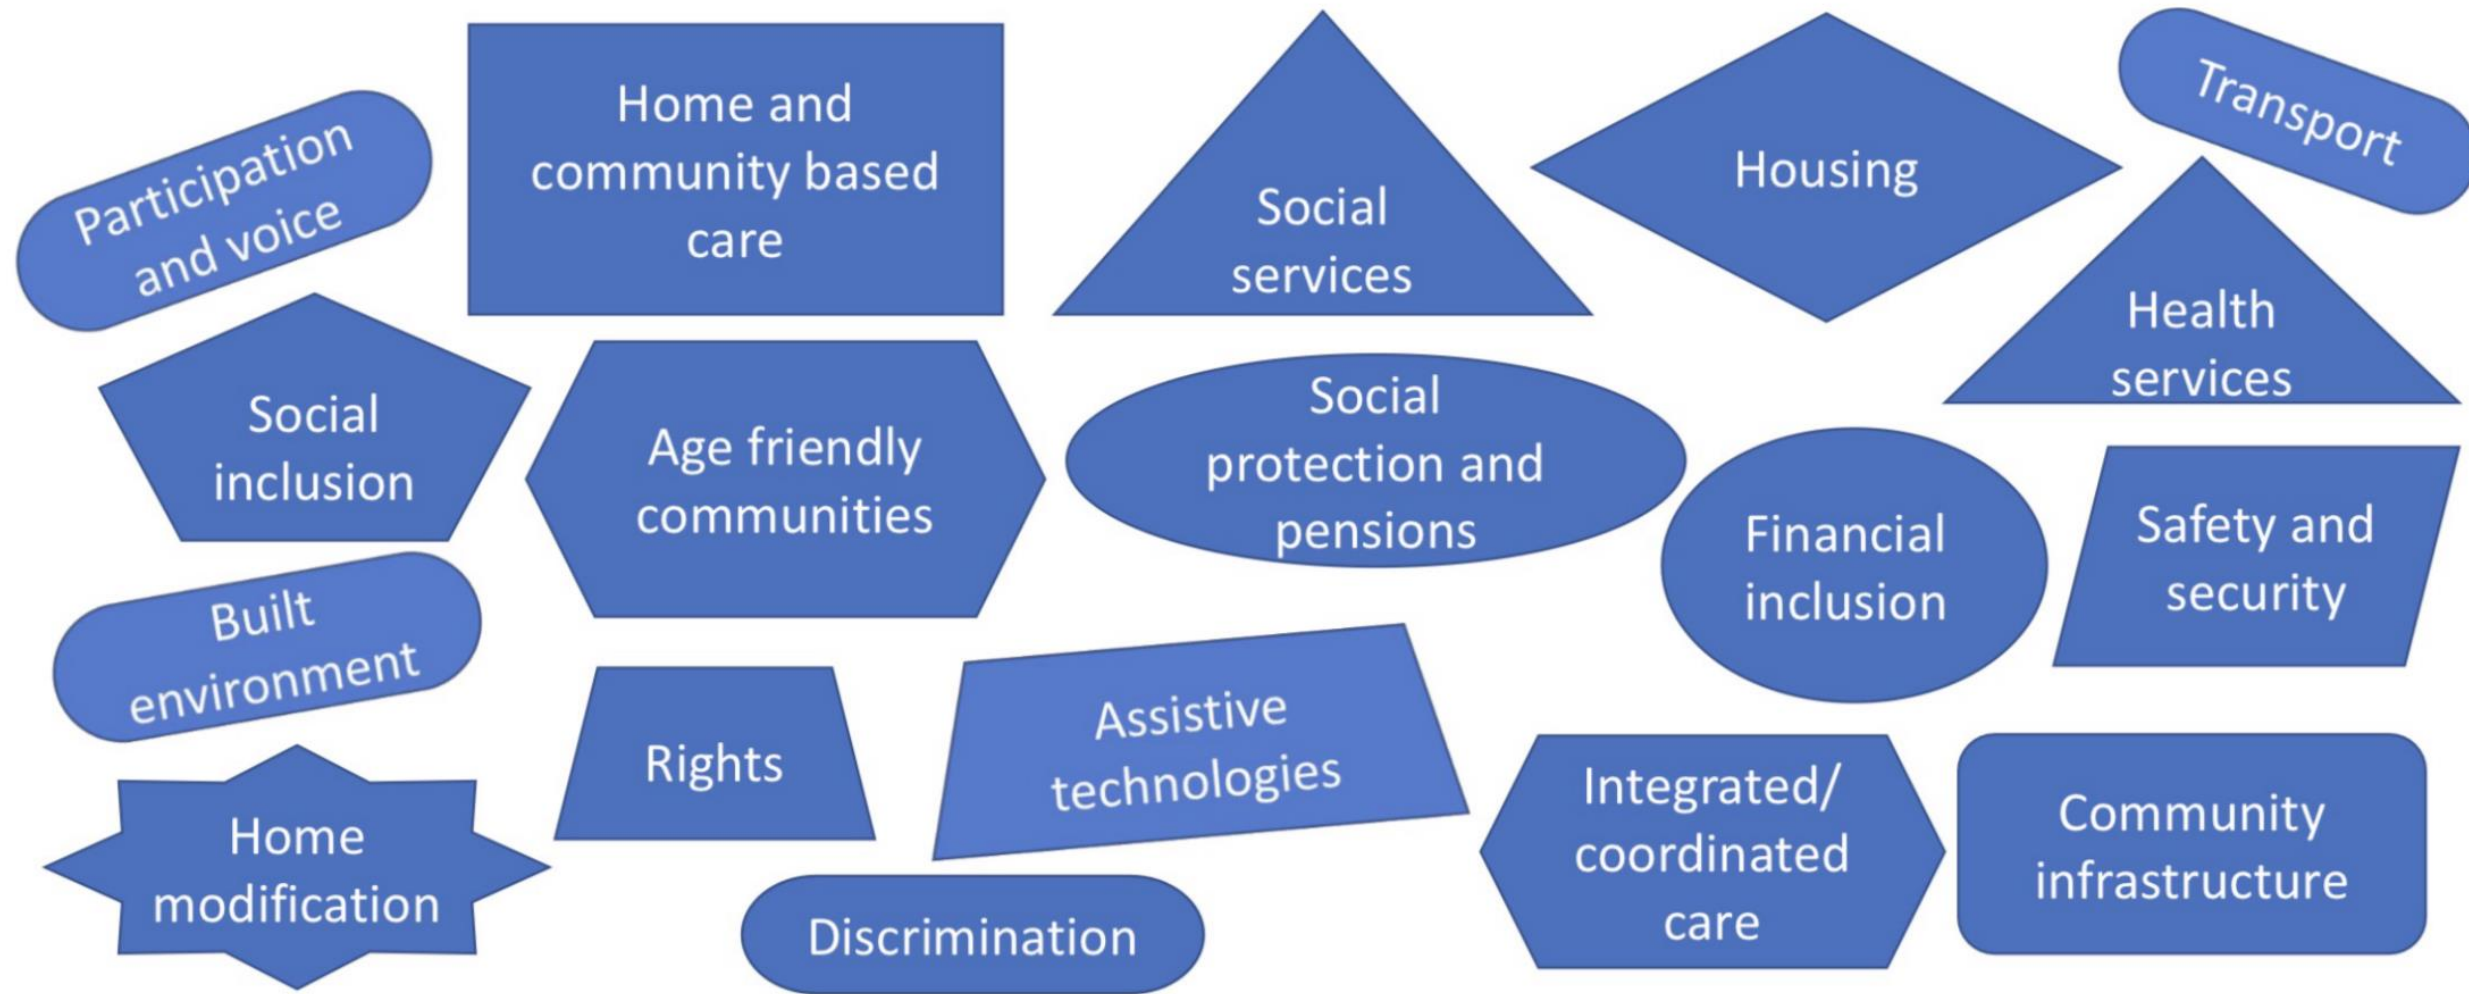 Participation
and voice
Home and
community based
care
Social
services
Housing
Transport
Health
services
Social
inclusion
Age friendly
communities
Social
protection and
pensions
Financial
inclusion
Safety and
security
Built
environment
Rights
Assistive
technologies
Integrated/
coordinated
care
Community
infrastructure
Home
modification
Discrimination